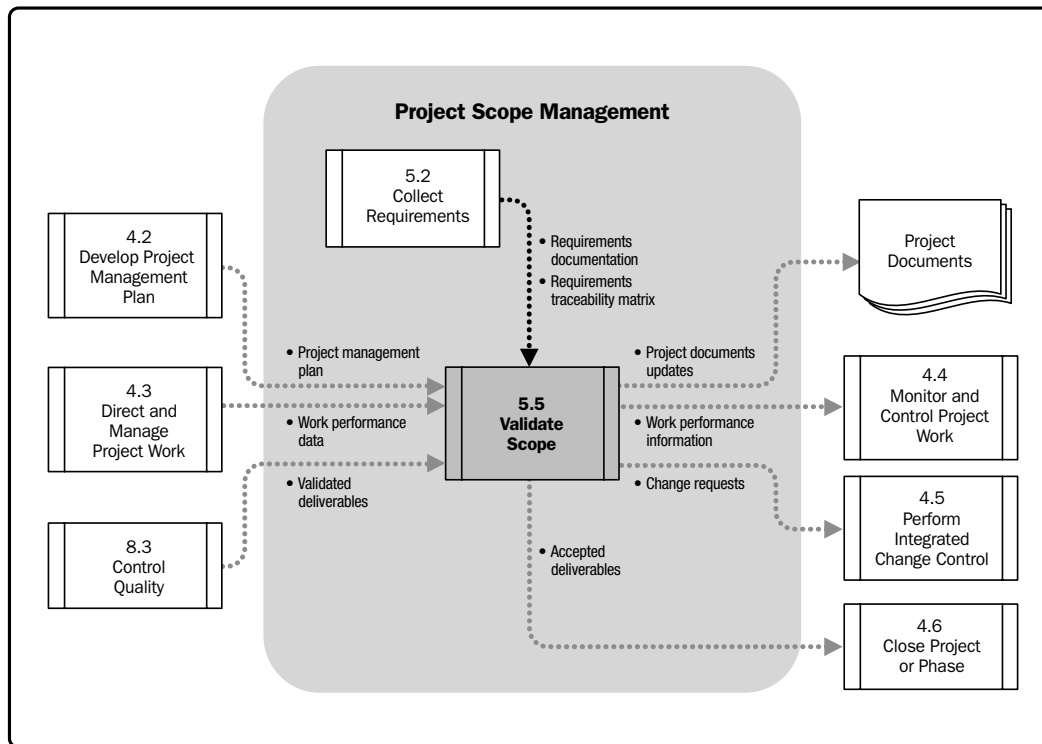 Project Scope Management
5.2
Collect
Requirements
4.2
Develop Project
Management
Plan
• Requirements
documentation
• Requirements
traceability matrix
Project
Documents
• Project management
plan
• Project documents
updates
4.3
Direct and
Manage
Project Work
• Work performance
data
5.5
Validate
Scope
• Work performance
information
4.4
Monitor and
Control Project
Work
• Validated
deliverables
• Change requests
4.5
Perform
Integrated
Change Control
8.3
Control
Quality
• Accepted
deliverables
4.6
Close Project
or Phase